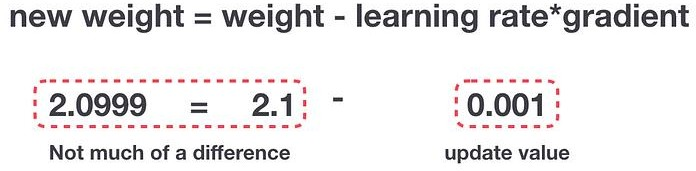 new weight = weight - learning rate*gradient
2.0999 = 2.1 - 0.001
Not much of a difference update value